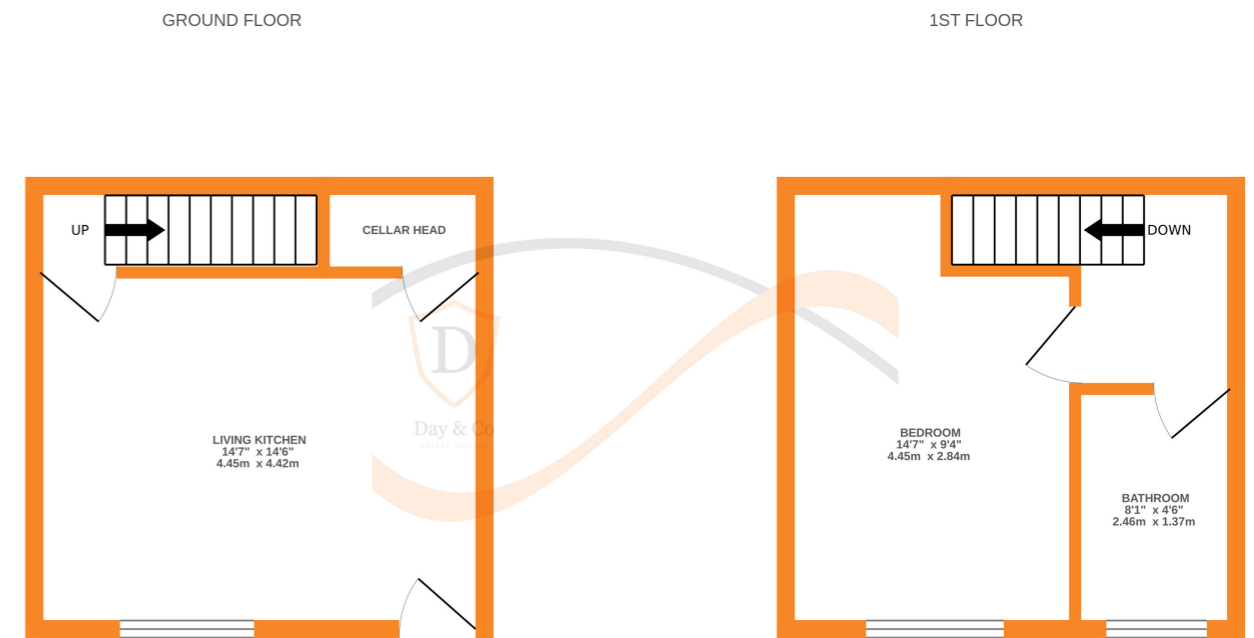 GROUND FLOOR
1ST FLOOR
UP
CELLAR HEAD
DOWN
D
Day & Co
LIVING KITCHEN
14'7" x 14'6"
4.45m x 4.42m
BEDROOM
14'7" x 9'4"
4.45m x 2.84m
BATHROOM
8'1" x 4'6"
2.46m x 1.37m